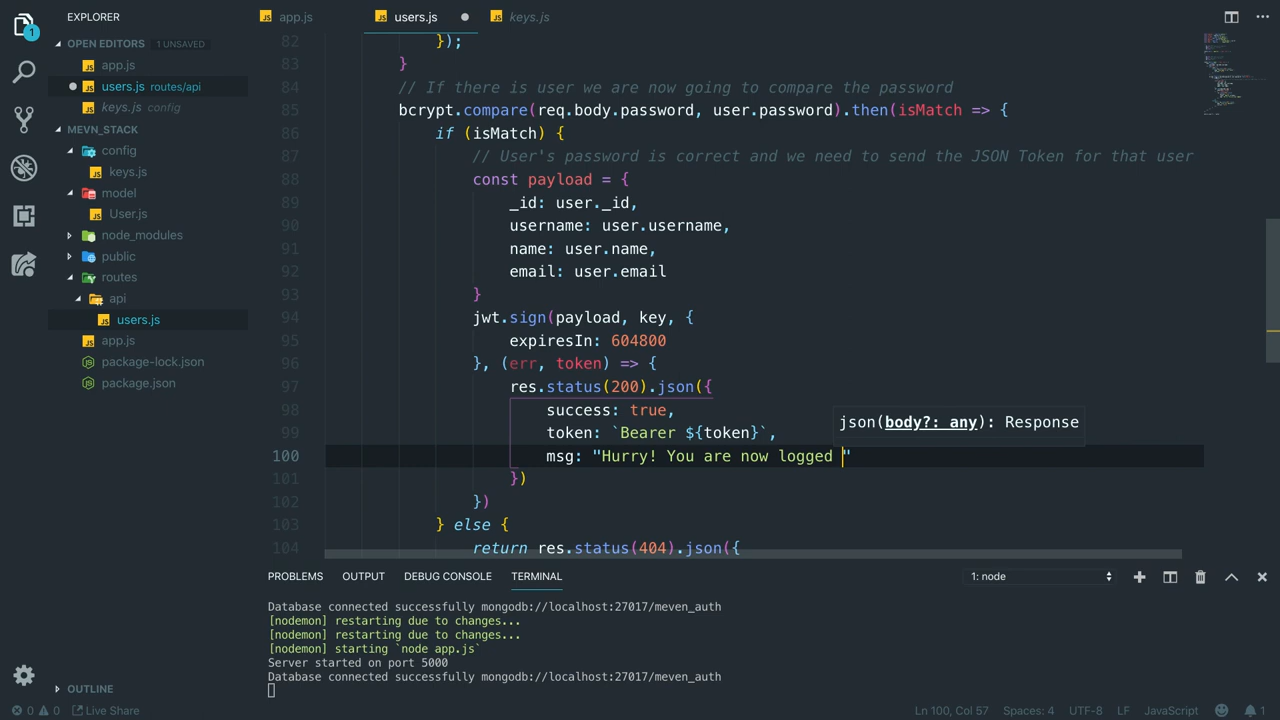 EXPLORER
app.js
users.js
keys.js
1
OPEN EDITORS 1 UNSAVED
app.js
users.js routes/api
keys.js config
MEVN_STACK
config
keys.js
model
User.js
node_modules
public
routes
api
users.js
app.js
package-lock.json
package.json
82 });
83 }
84 // If there is user we are now going to compare the password
85 bcrypt.compare(req.body.password, user.password).then(isMatch => {
86 if (isMatch) {
87 // User's password is correct and we need to send the JSON Token for that user
88 const payload = {
89 _id: user._id,
90 username: user.username,
91 name: user.name,
92 email: user.email
93 }
94 jwt.sign(payload, key, {
95 expiresIn: 604800
96 }, (err, token) => {
97 res.status(200).json({
98 success: true,
99 token: `Bearer ${token}`,
100 msg: "Hurry! You are now logged "
101 })
102 })
103 } else {
104 return res.status(404).json({
json(body?: any): Response
PROBLEMS OUTPUT DEBUG CONSOLE TERMINAL
1: node
Database connected successfully mongodb://localhost:27017/meven_auth
[nodemon] restarting due to changes...
[nodemon] restarting due to changes...
[nodemon] starting `node app.js`
Server started on port 5000
Database connected successfully mongodb://localhost:27017/meven_auth
OUTLINE
0 0 Live Share
Ln 100, Col 57 Spaces: 4 UTF-8 LF JavaScript 1